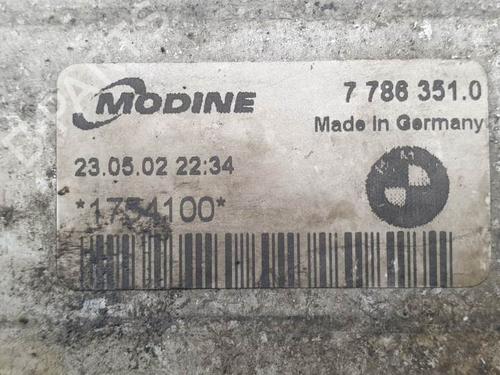 MODINE
7 786 351.0
Made in Germany
23.05.02 22:34
*1754100*